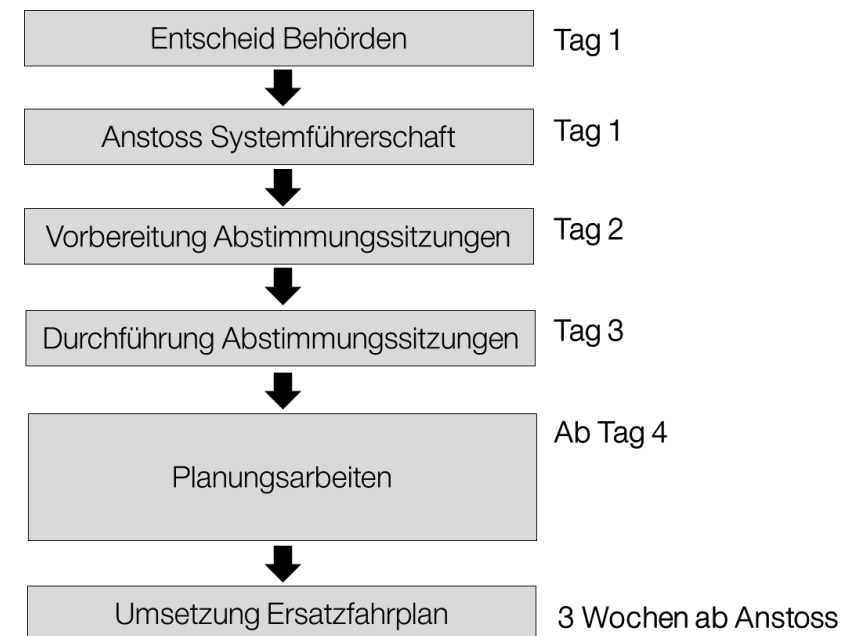 Entscheid Behörden
Tag 1
Anstoss Systemführerschaft
Tag 1
Vorbereitung Abstimmungssitzungen
Tag 2
Durchführung Abstimmungssitzungen
Tag 3
Ab Tag 4
Planungsarbeiten
Umsetzung Ersatzfahrplan
3 Wochen ab Anstoss